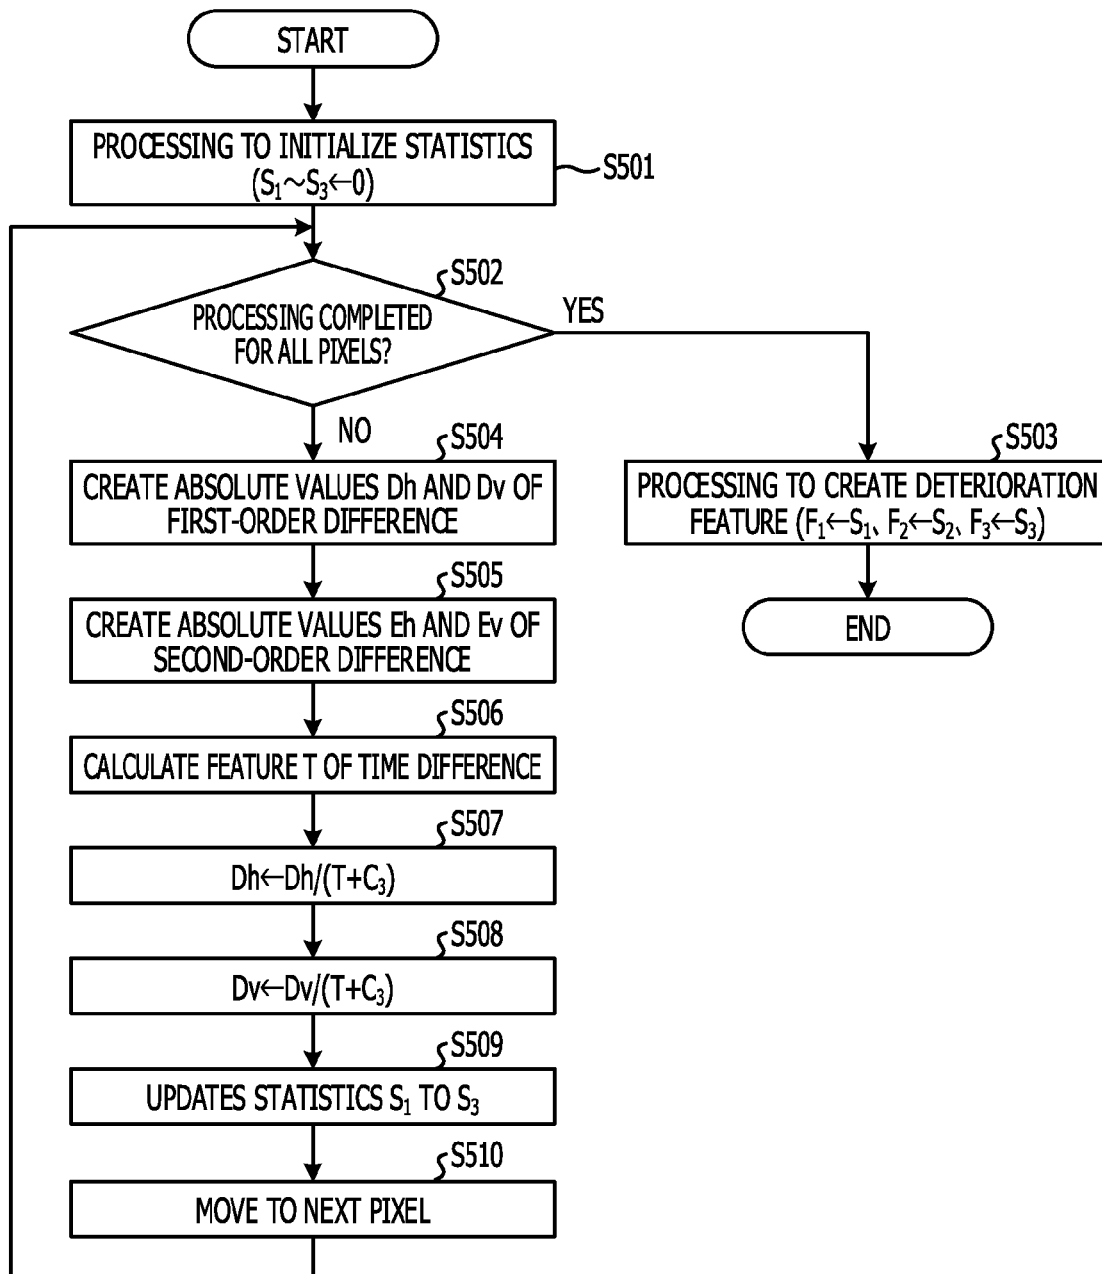 START
PROCESSING TO INITIALIZE STATISTICS
(S₁~S₃←0)
S501
S502
PROCESSING COMPLETED
FOR ALL PIXELS?
YES
NO
S504
CREATE ABSOLUTE VALUES Dh AND Dv OF
FIRST-ORDER DIFFERENCE
S503
PROCESSING TO CREATE DETERIORATION
FEATURE (F₁←S₁、F₂←S₂、F₃←S₃)
S505
CREATE ABSOLUTE VALUES Eh AND Ev OF
SECOND-ORDER DIFFERENCE
END
S506
CALCULATE FEATURE T OF TIME DIFFERENCE
S507
Dh←Dh/(T+C₃)
S508
Dv←Dv/(T+C₃)
S509
UPDATES STATISTICS S₁ TO S₃
S510
MOVE TO NEXT PIXEL